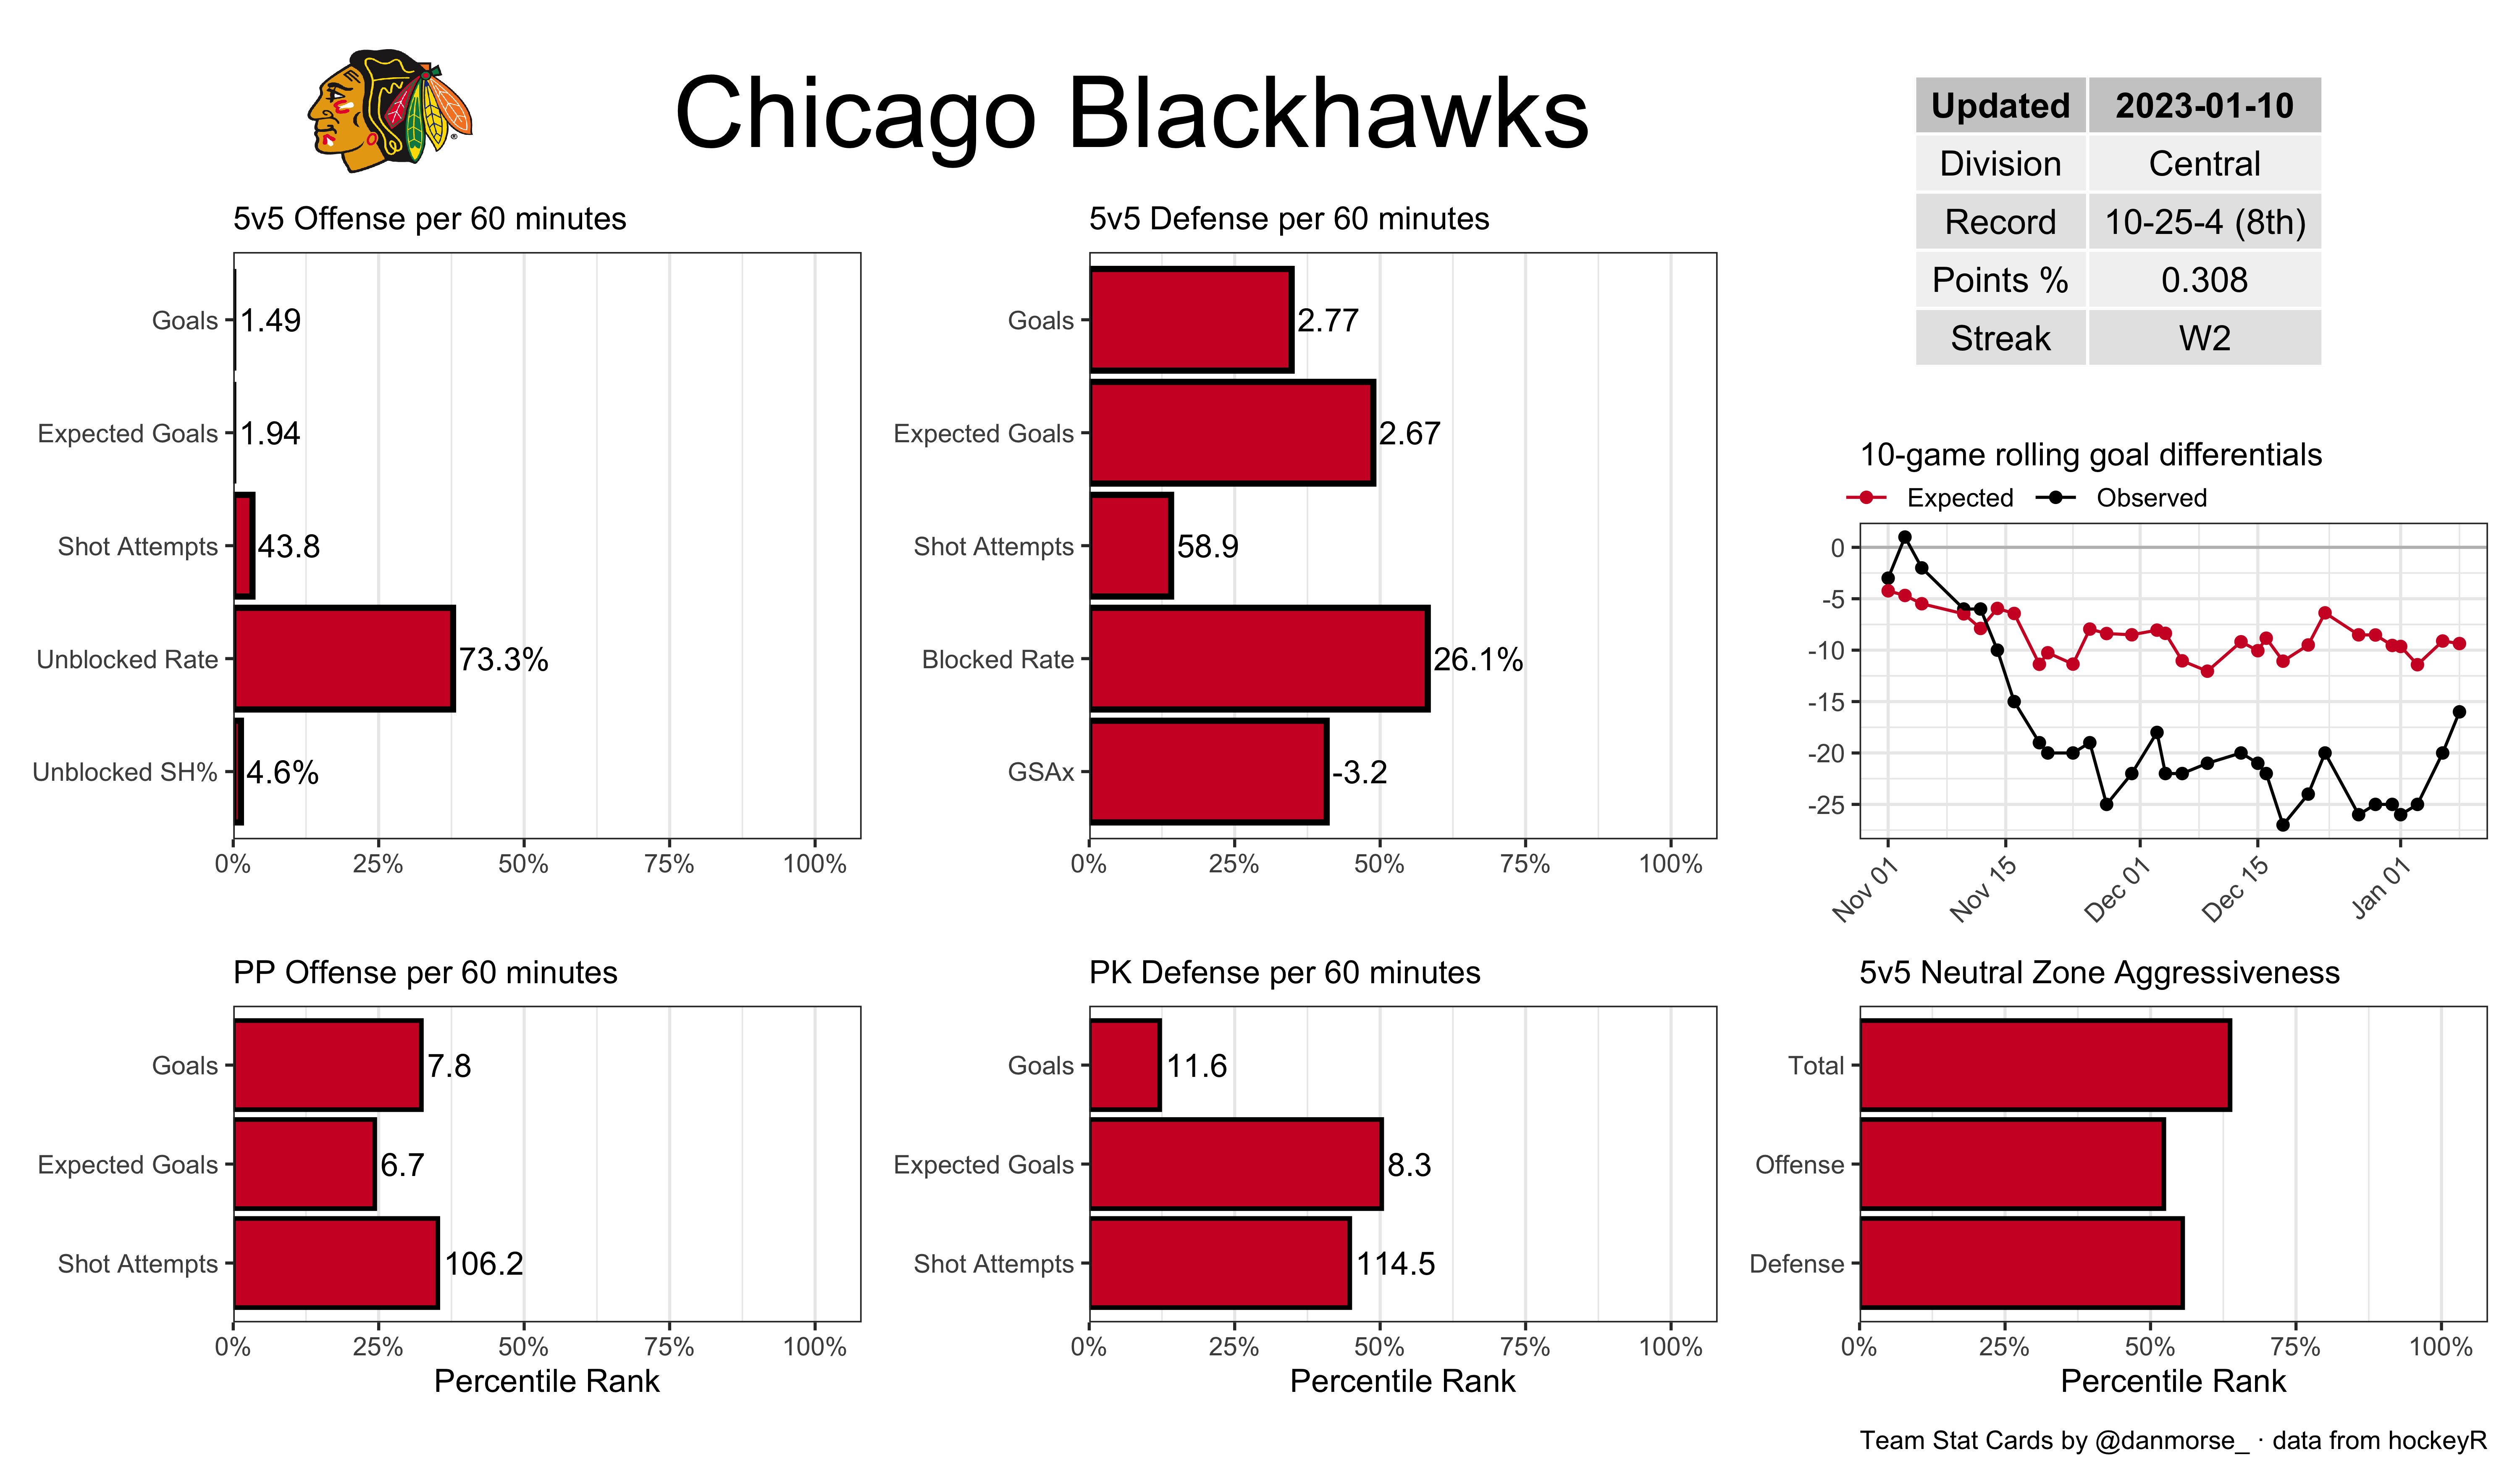 Chicago Blackhawks
Updated 2023-01-10
Division Central
Record 10-25-4 (8th)
Points % 0.308
Streak W2
5v5 Offense per 60 minutes
Goals 1.49
Expected Goals 1.94
Shot Attempts 43.8
Unblocked Rate 73.3%
Unblocked SH% 4.6%
0% 25% 50% 75% 100%
5v5 Defense per 60 minutes
Goals 2.77
Expected Goals 2.67
Shot Attempts 58.9
Blocked Rate 26.1%
GSAx -3.2
0% 25% 50% 75% 100%
10-game rolling goal differentials
Expected Observed
0
-5
-10
-15
-20
-25
Nov 01 Nov 15 Dec 01 Dec 15 Jan 01
PP Offense per 60 minutes
Goals 7.8
Expected Goals 6.7
Shot Attempts 106.2
0% 25% 50% 75% 100%
Percentile Rank
PK Defense per 60 minutes
Goals 11.6
Expected Goals 8.3
Shot Attempts 114.5
0% 25% 50% 75% 100%
Percentile Rank
5v5 Neutral Zone Aggressiveness
Total
Offense
Defense
0% 25% 50% 75% 100%
Percentile Rank
Team Stat Cards by @danmorse_ · data from hockeyR